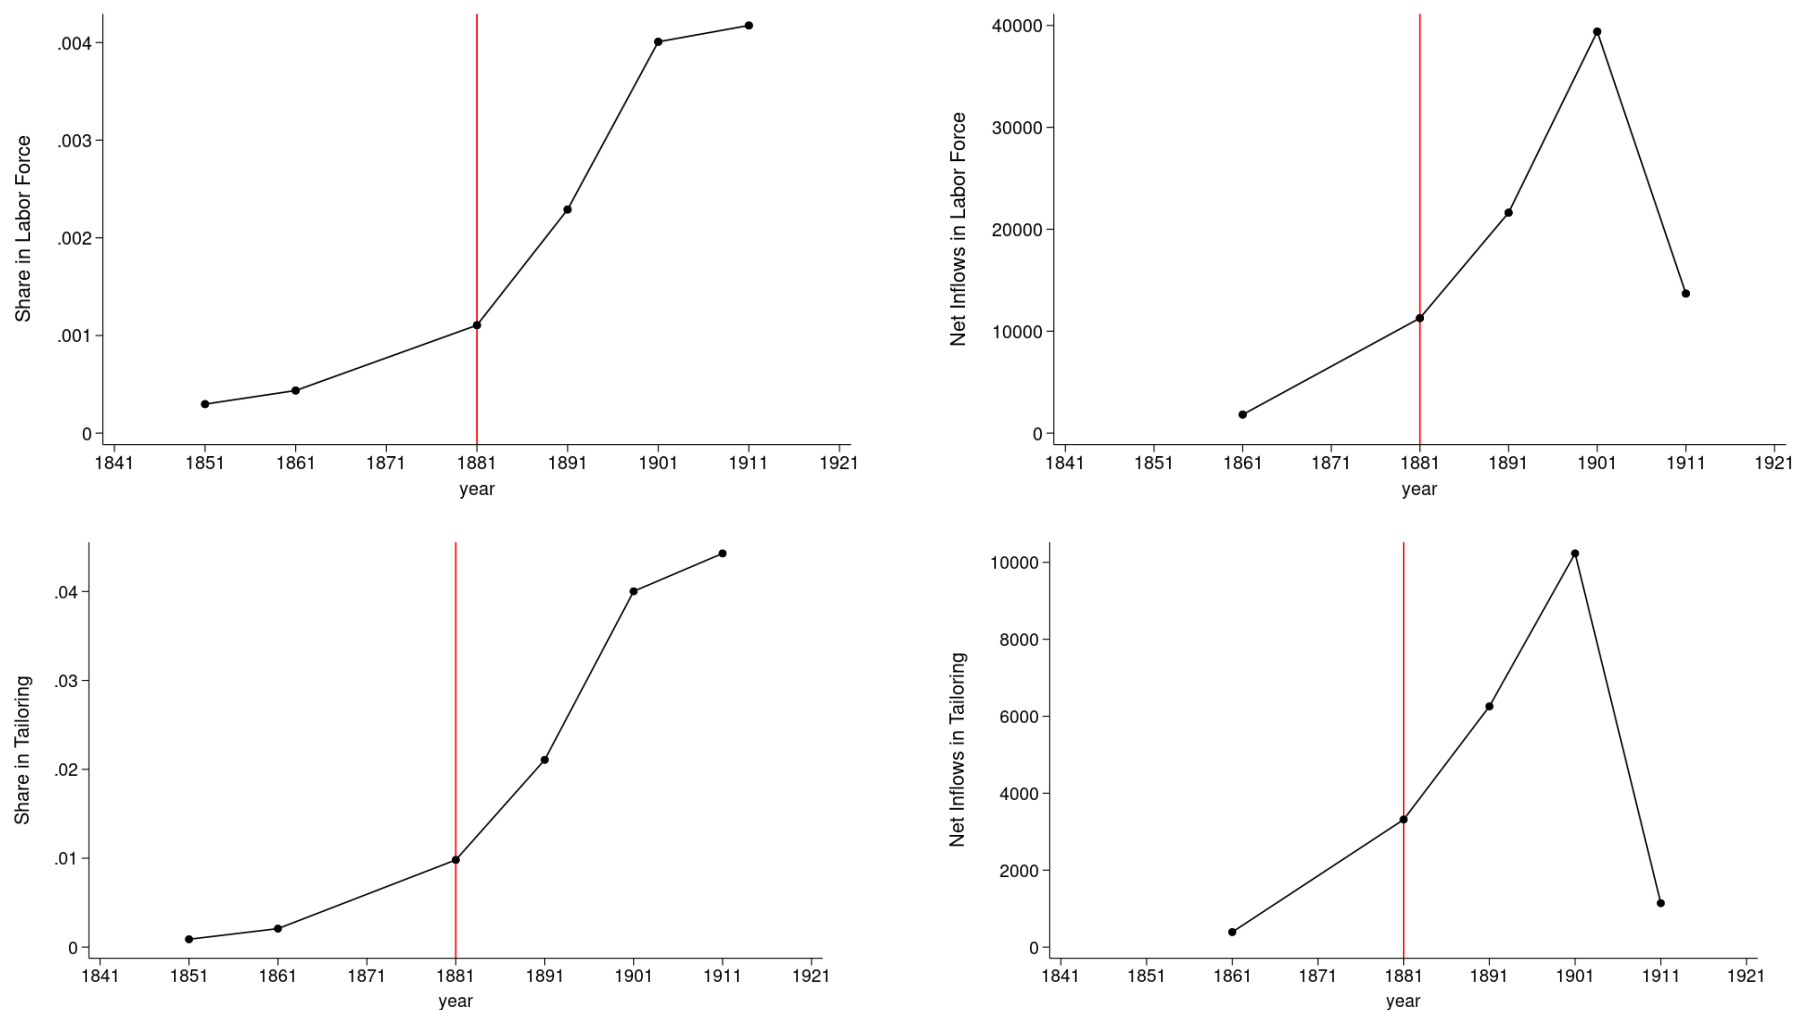 Share in Labor Force
.004
.003
.002
.001
0
1841 1851 1861 1871 1881 1891 1901 1911 1921
year
Net Inflows in Labor Force
40000
30000
20000
10000
0
1841 1851 1861 1871 1881 1891 1901 1911 1921
year
Share in Tailoring
.04
.03
.02
.01
0
1841 1851 1861 1871 1881 1891 1901 1911 1921
year
Net Inflows in Tailoring
10000
8000
6000
4000
2000
0
1841 1851 1861 1871 1881 1891 1901 1911 1921
year